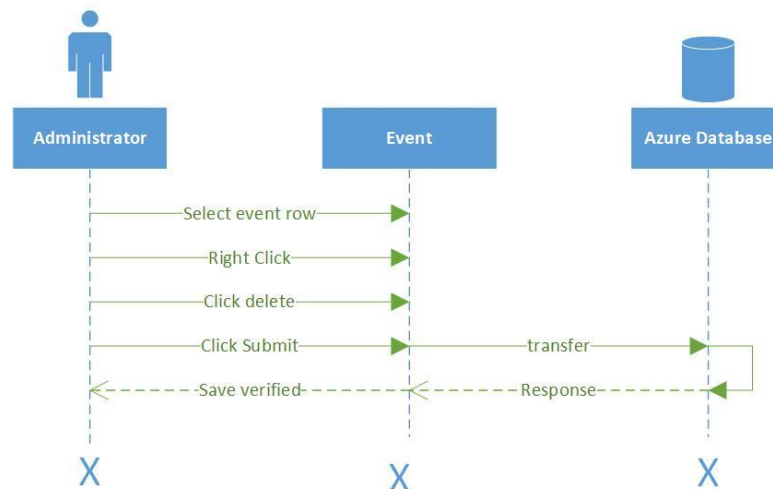 Administrator
Event
Azure Database
Select event row
Right Click
Click delete
Click Submit
transfer
Save verified
Response
X
X
X